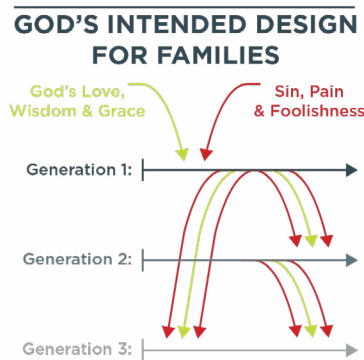 GOD'S INTENDED DESIGN
FOR FAMILIES
God's Love,
Wisdom & Grace
Sin, Pain
& Foolishness
Generation 1:
Generation 2:
Generation 3: